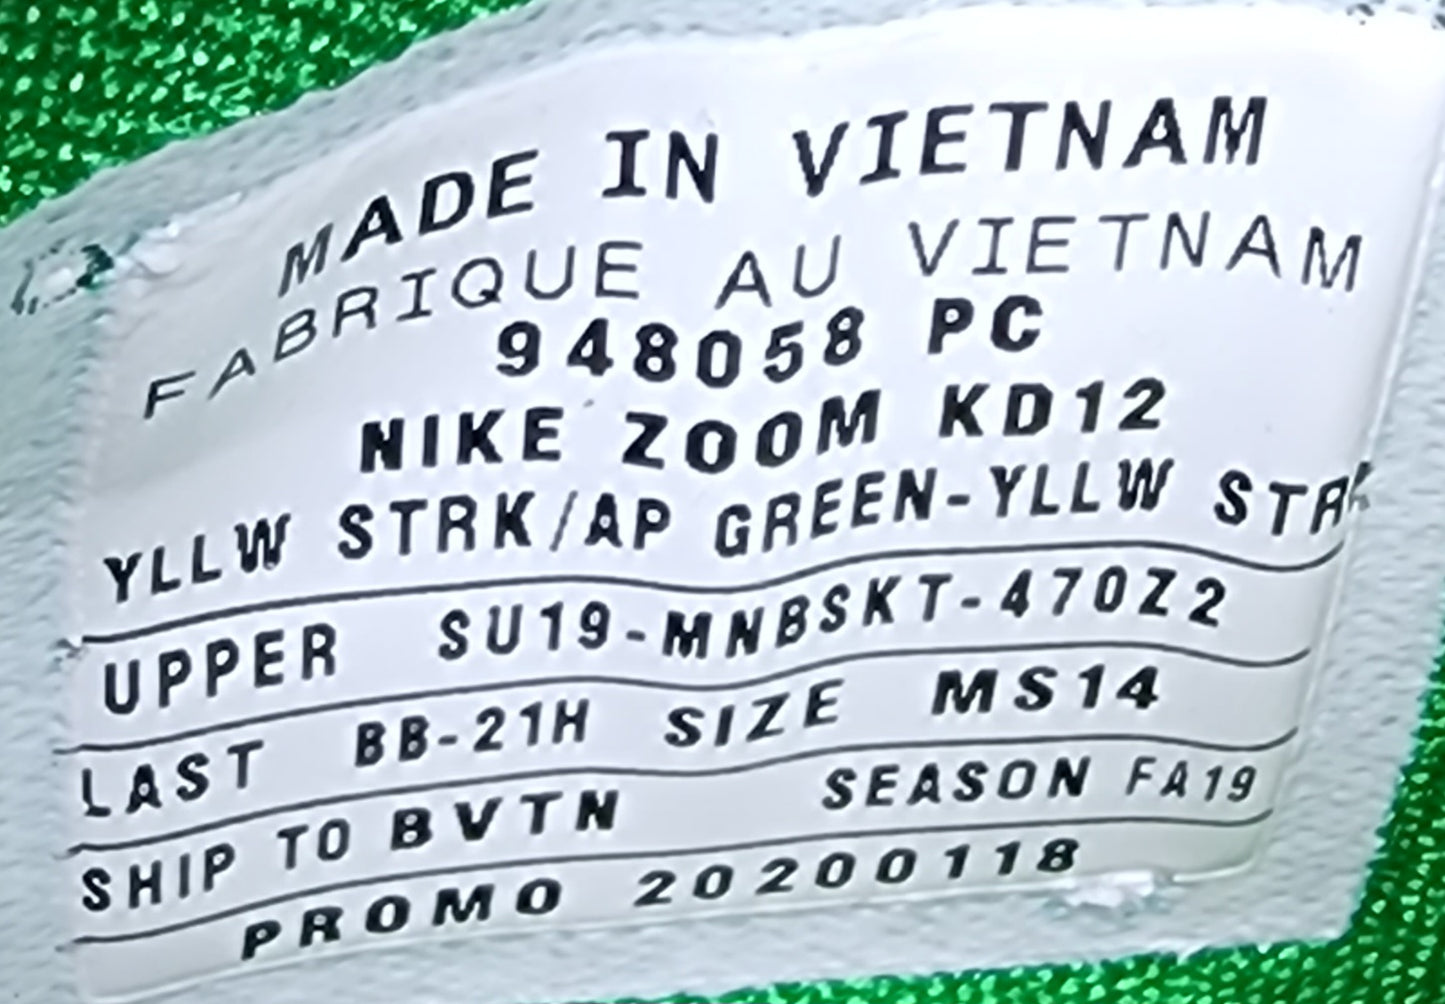 MADE IN VIETNAM
FABRIQUE AU VIETNAM
948058 PC
NIKE ZOOM KD12
YLLW STRK/AP GREEN-YLLW STRK
UPPER SU19-MNBSKT-470Z2
LAST BB-21H SIZE MS14
SHIP TO BVTN SEASON FA19
PROMO 20200118